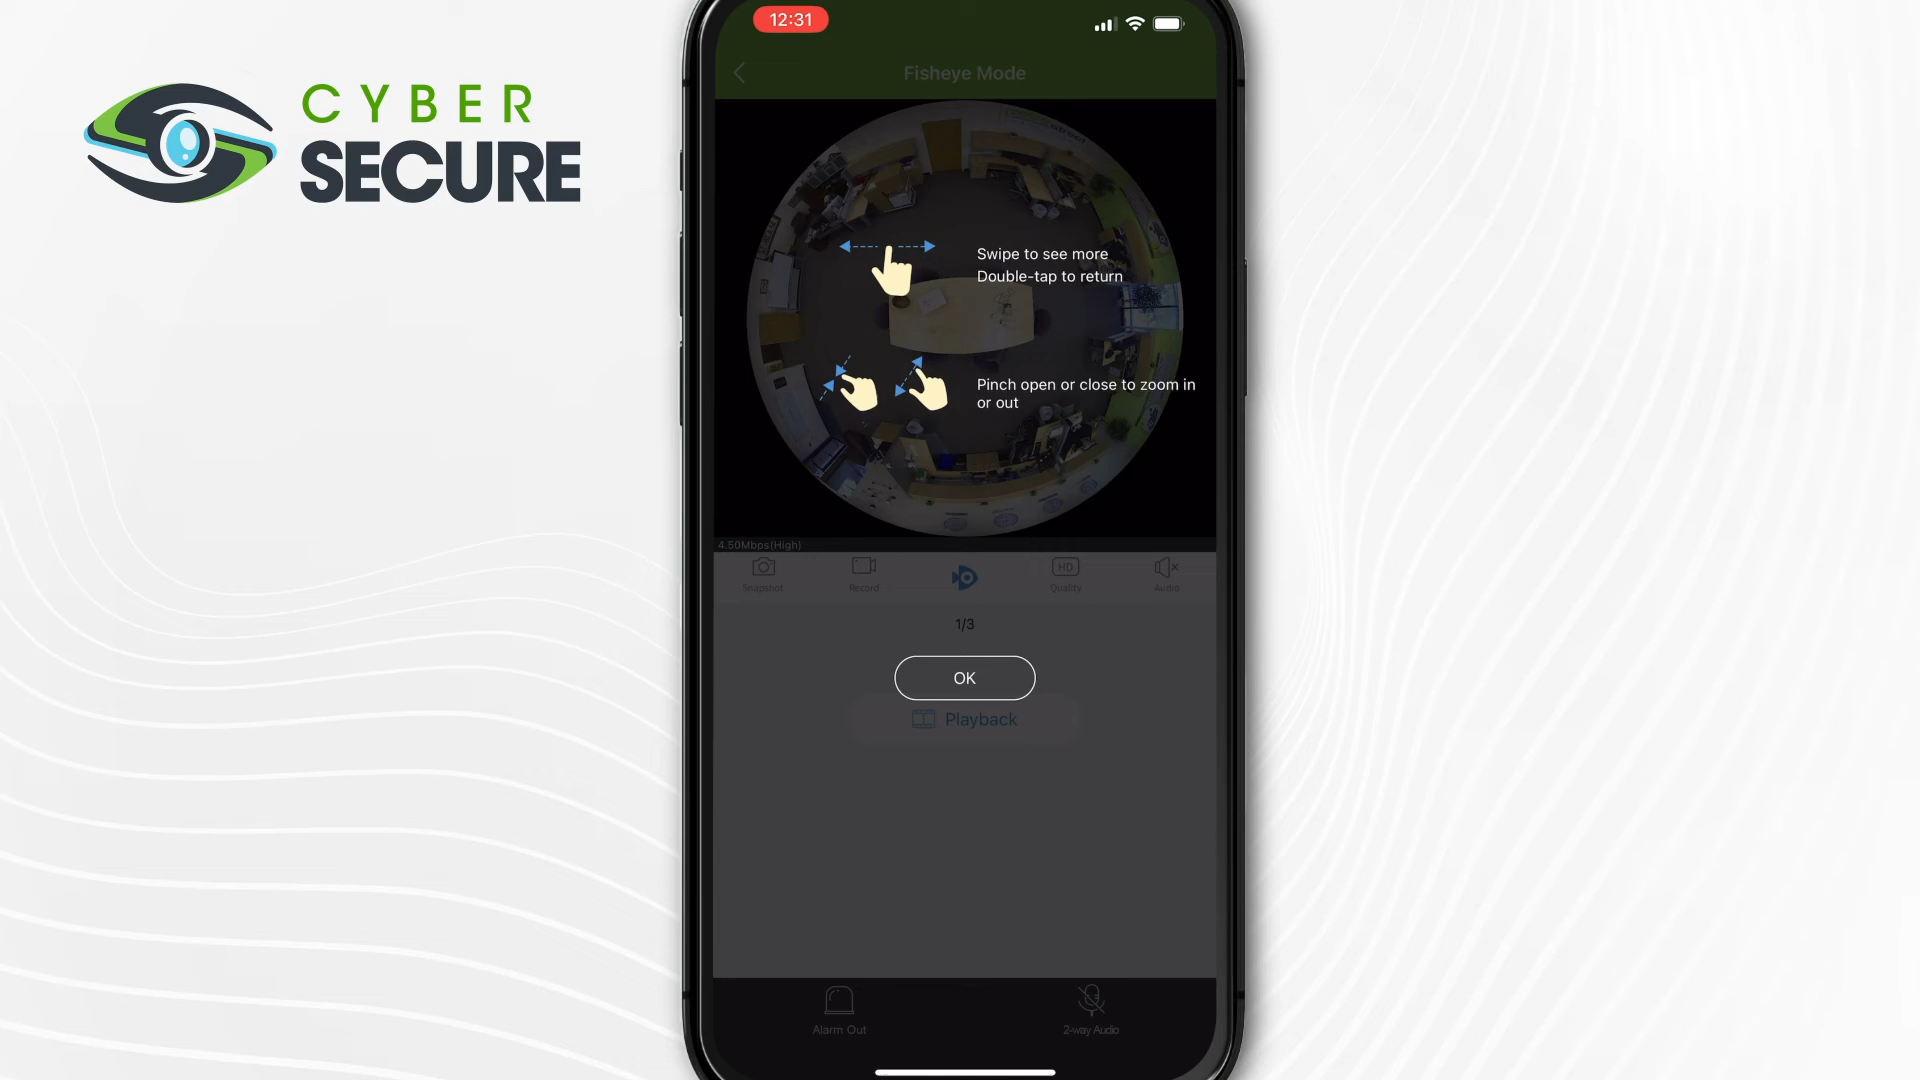 CYBER
SECURE
12:31
Fisheye Mode
Swipe to see more
Double-tap to return
Pinch open or close to zoom in
or out
4.50Mbps(High)
HD
Snapshot
Record
Quality
Audio
1/3
OK
Playback
Alarm Out
2-way Audio